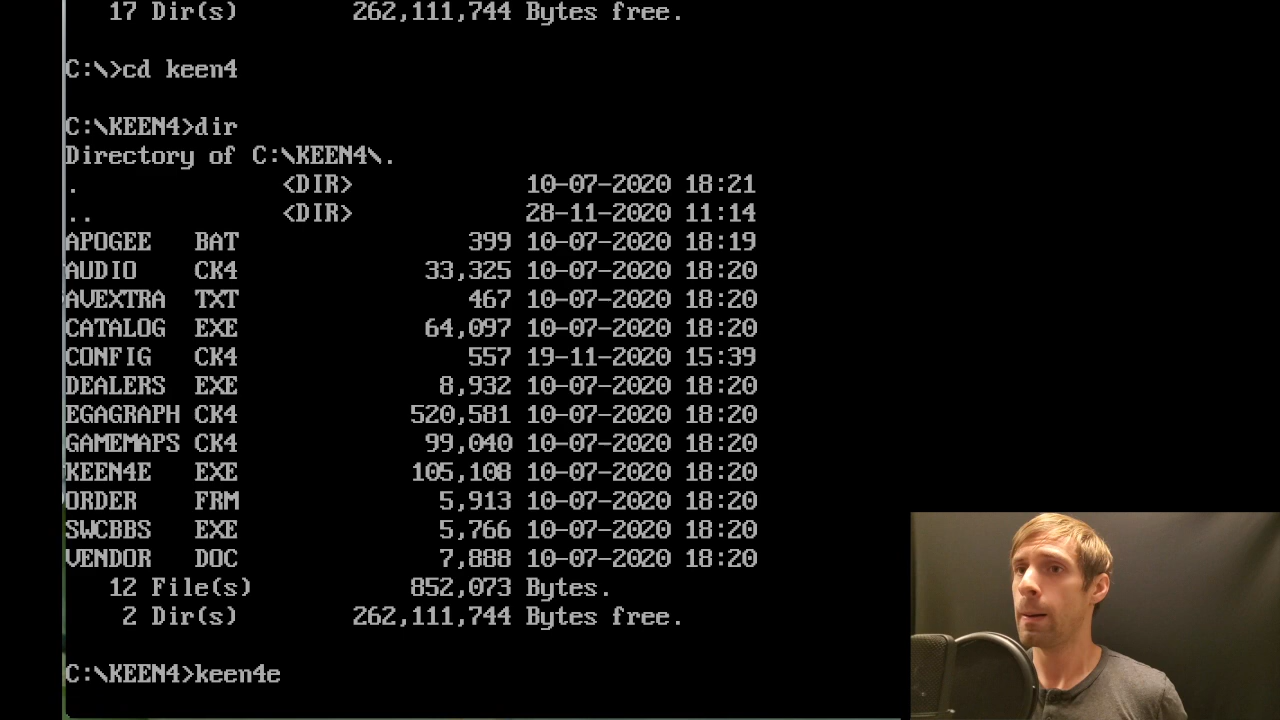 17 Dir(s) 262,111,744 Bytes free.
C:\>cd keen4
C:\KEEN4>dir
Directory of C:\KEEN4\.
. <DIR> 10-07-2020 18:21
.. <DIR> 28-11-2020 11:14
APOGEE BAT 399 10-07-2020 18:19
AUDIO CK4 33,325 10-07-2020 18:20
AVEXTRA TXT 467 10-07-2020 18:20
CATALOG EXE 64,097 10-07-2020 18:20
CONFIG CK4 557 19-11-2020 15:39
DEALERS EXE 8,932 10-07-2020 18:20
EGAGRAPH CK4 520,581 10-07-2020 18:20
GAMEMAPS CK4 99,040 10-07-2020 18:20
KEEN4E EXE 105,108 10-07-2020 18:20
ORDER FRM 5,913 10-07-2020 18:20
SWCBBS EXE 5,766 10-07-2020 18:20
VENDOR DOC 7,888 10-07-2020 18:20
12 File(s) 852,073 Bytes.
2 Dir(s) 262,111,744 Bytes free.
C:\KEEN4>keen4e